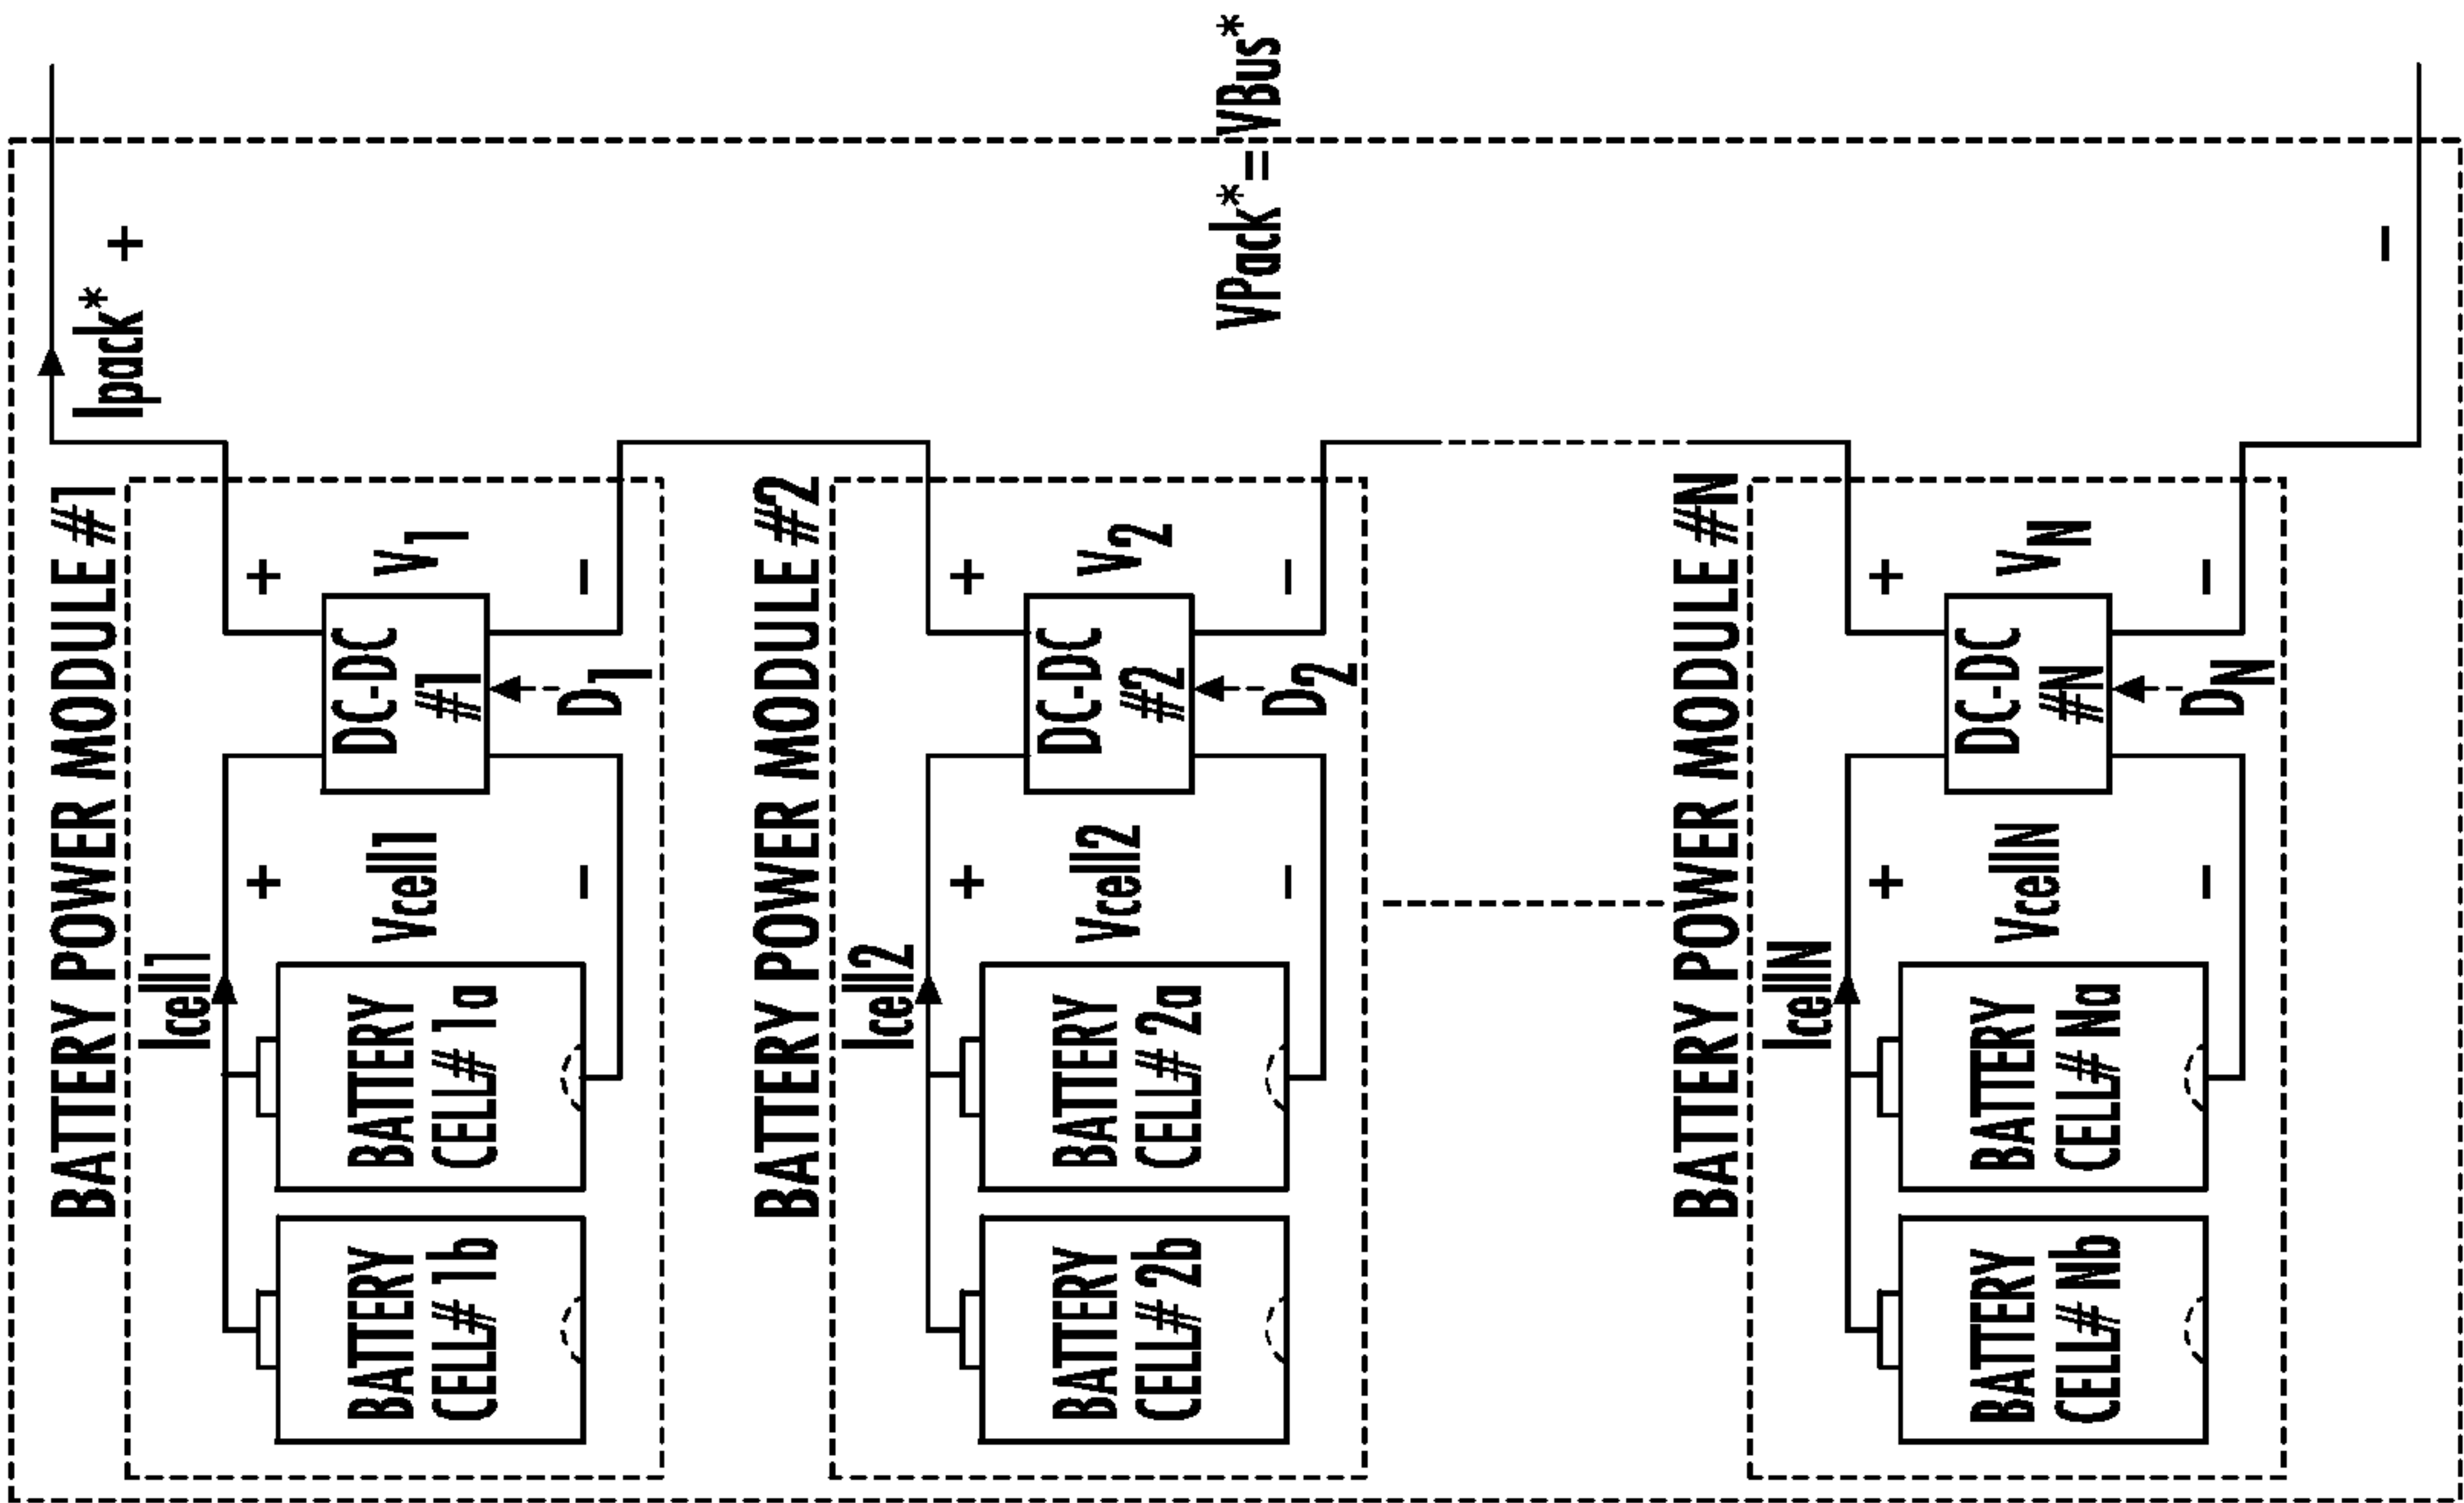 BATTERY POWER MODULE #1
Icell1
BATTERY
CELL# 1b
BATTERY
CELL# 1a
+
Vcell1
-
DC-DC
#1
D1
+
V1
-
Ipack* +
BATTERY POWER MODULE #2
Icell2
BATTERY
CELL# 2b
BATTERY
CELL# 2a
+
Vcell2
-
DC-DC
#2
D2
+
V2
-
VPack*= VBus*
BATTERY POWER MODULE #N
IcellN
BATTERY
CELL# Nb
BATTERY
CELL# Na
+
VcellN
-
DC-DC
#N
DN
+
VN
-
-